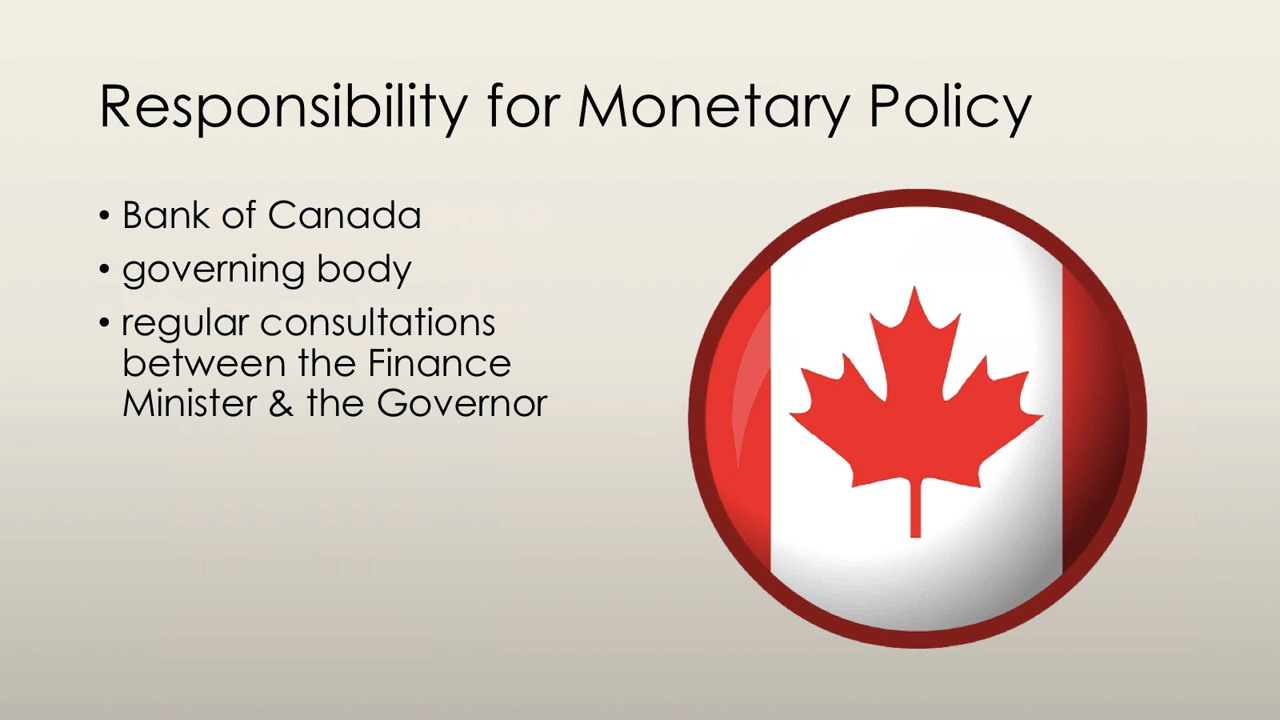 Responsibility for Monetary Policy
• Bank of Canada
• governing body
• regular consultations
between the Finance
Minister & the Governor